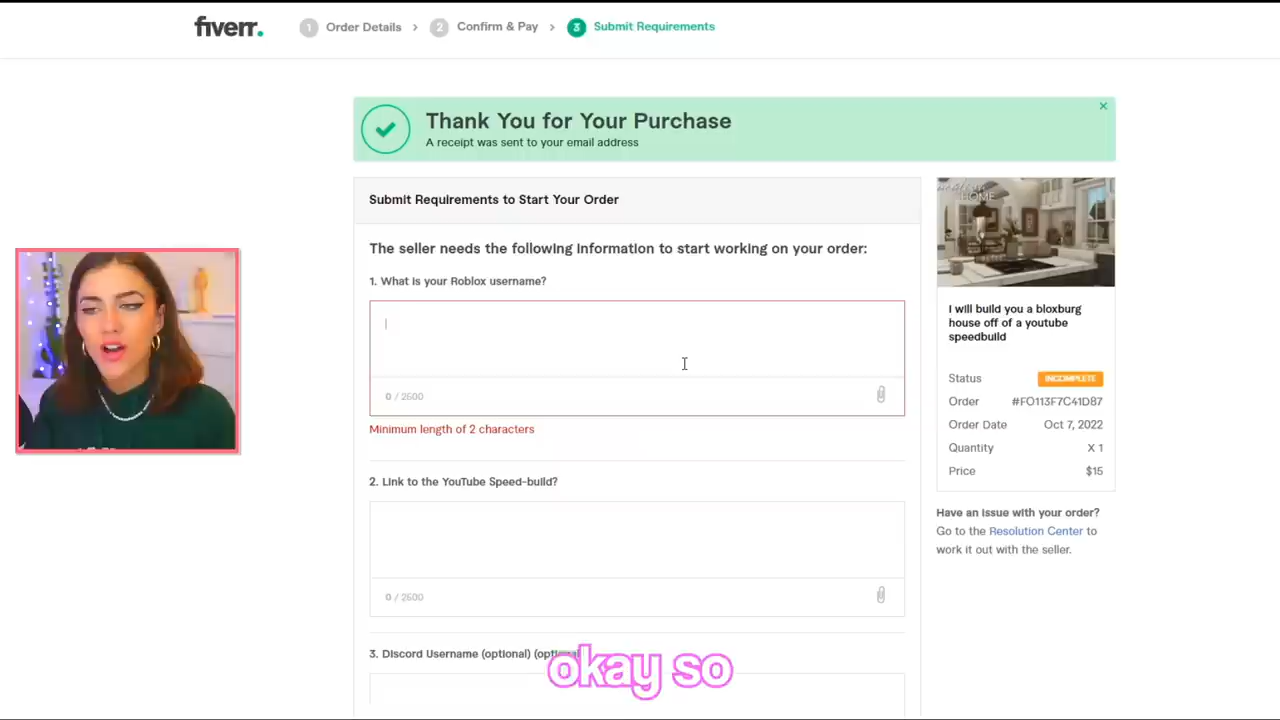 fiverr.
1 Order Details > 2 Confirm & Pay > 3 Submit Requirements
Thank You for Your Purchase
A receipt was sent to your email address
Submit Requirements to Start Your Order
The seller needs the following information to start working on your order:
1. What is your Roblox username?
0 / 2500
Minimum length of 2 characters
2. Link to the YouTube Speed-build?
0 / 2500
3. Discord Username (optional)
okay so
HOME
I will build you a bloxburg
house off of a youtube
speedbuild
Status INCOMPLETE
Order #FO113F7C41D87
Order Date Oct 7, 2022
Quantity X 1
Price $15
Have an issue with your order?
Go to the Resolution Center to
work it out with the seller.